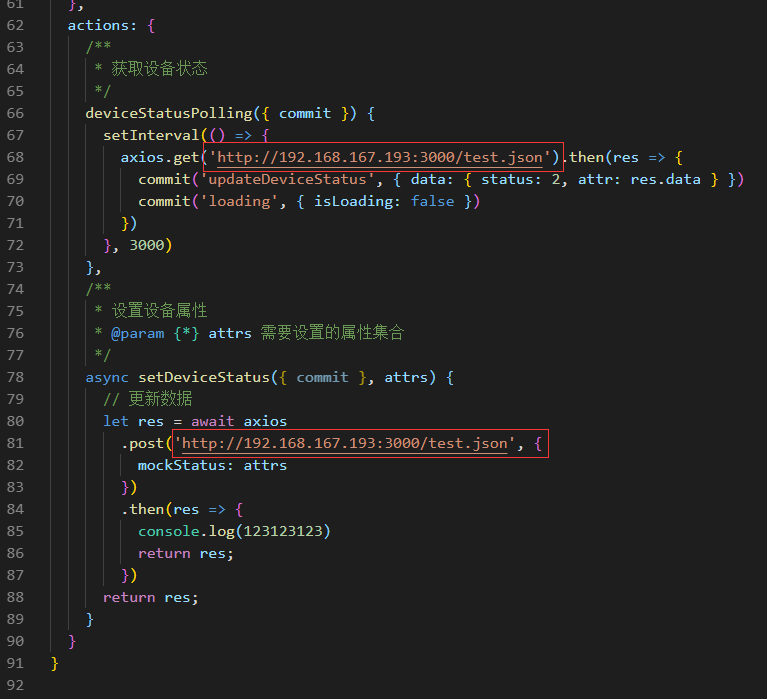 61 },
62 actions: {
63 /**
64 * 获取设备状态
65 */
66 deviceStatusPolling({ commit }) {
67 setInterval(() => {
68 axios.get('http://192.168.167.193:3000/test.json').then(res => {
69 commit('updateDeviceStatus', { data: { status: 2, attr: res.data } })
70 commit('loading', { isLoading: false })
71 })
72 }, 3000)
73 },
74 /**
75 * 设置设备属性
76 * @param {*} attrs 需要设置的属性集合
77 */
78 async setDeviceStatus({ commit }, attrs) {
79 // 更新数据
80 let res = await axios
81 .post('http://192.168.167.193:3000/test.json', {
82 mockStatus: attrs
83 })
84 .then(res => {
85 console.log(123123123)
86 return res;
87 })
88 return res;
89 }
90 }
91 }
92